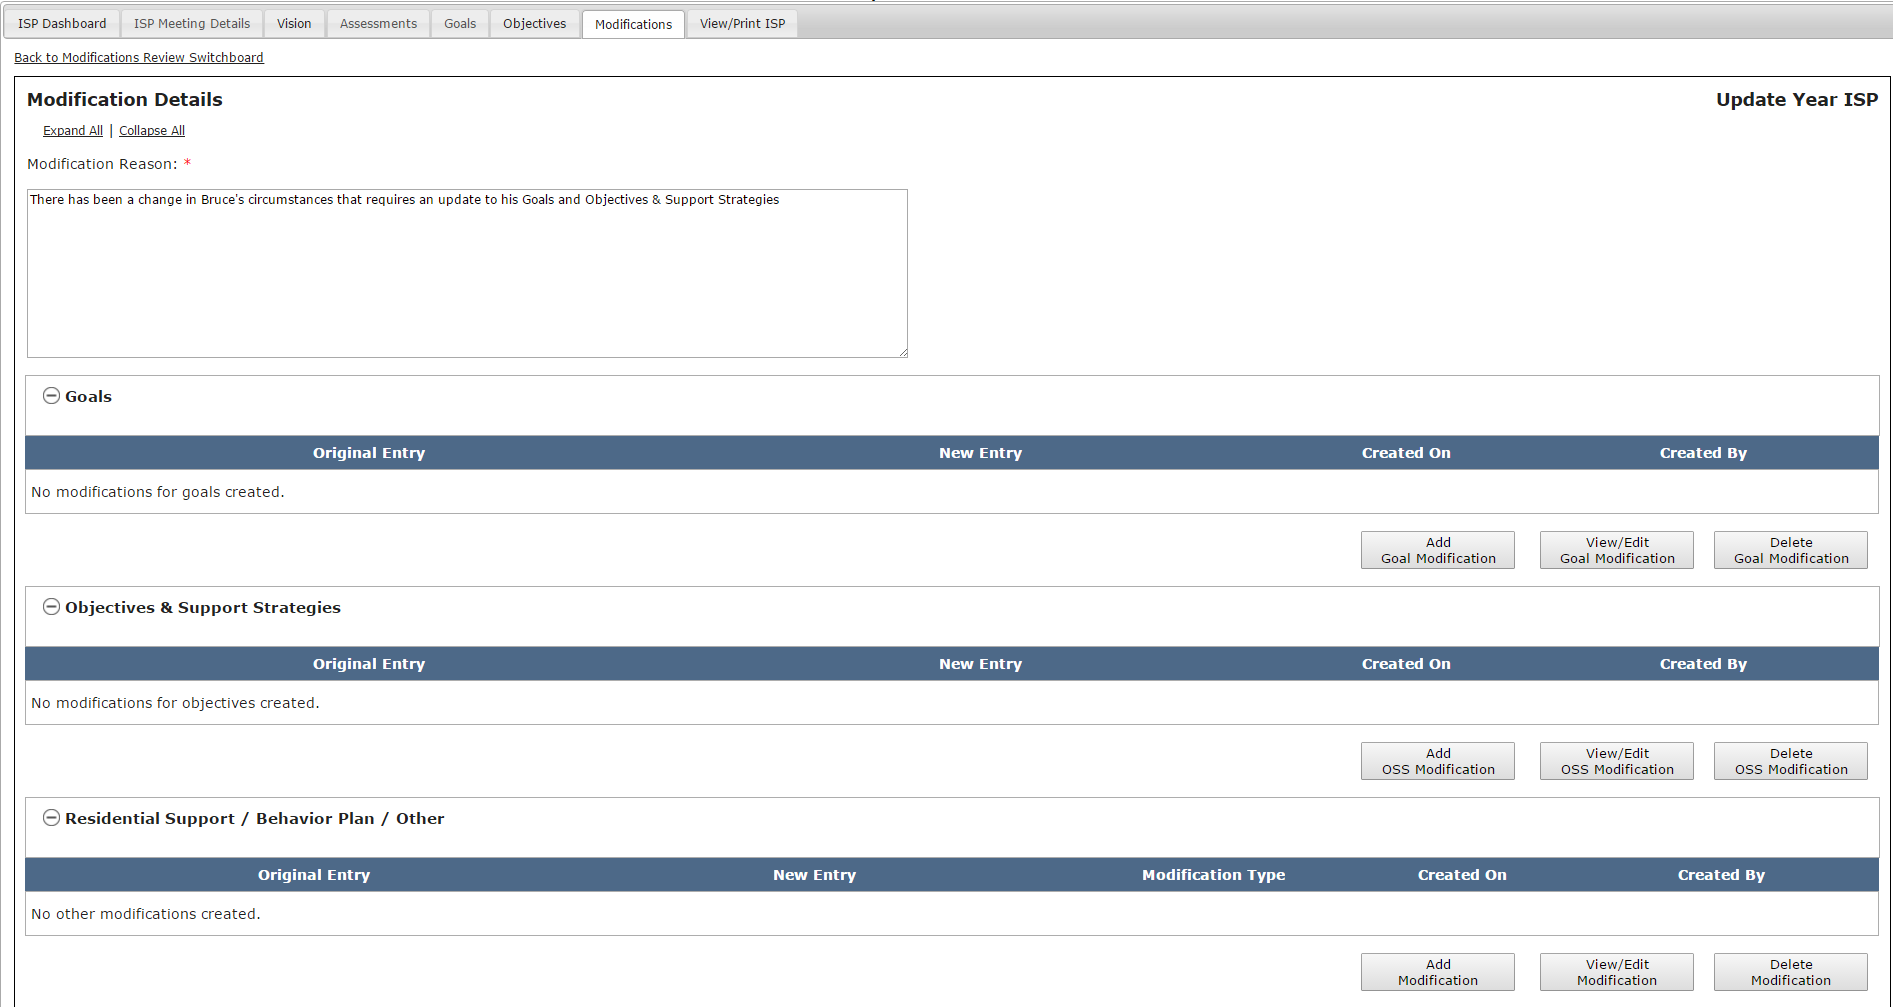 ISP Dashboard ISP Meeting Details Vision Assessments Goals Objectives Modifications View/Print ISP
Back to Modifications Review Switchboard
Modification Details Update Year ISP
Expand All | Collapse All
Modification Reason: *
There has been a change in Bruce's circumstances that requires an update to his Goals and Objectives & Support Strategies
Goals
Original Entry New Entry Created On Created By
No modifications for goals created.
Add View/Edit Delete
Goal Modification Goal Modification Goal Modification
Objectives & Support Strategies
Original Entry New Entry Created On Created By
No modifications for objectives created.
Add View/Edit Delete
OSS Modification OSS Modification OSS Modification
Residential Support / Behavior Plan / Other
Original Entry New Entry Modification Type Created On Created By
No other modifications created.
Add View/Edit Delete
Modification Modification Modification